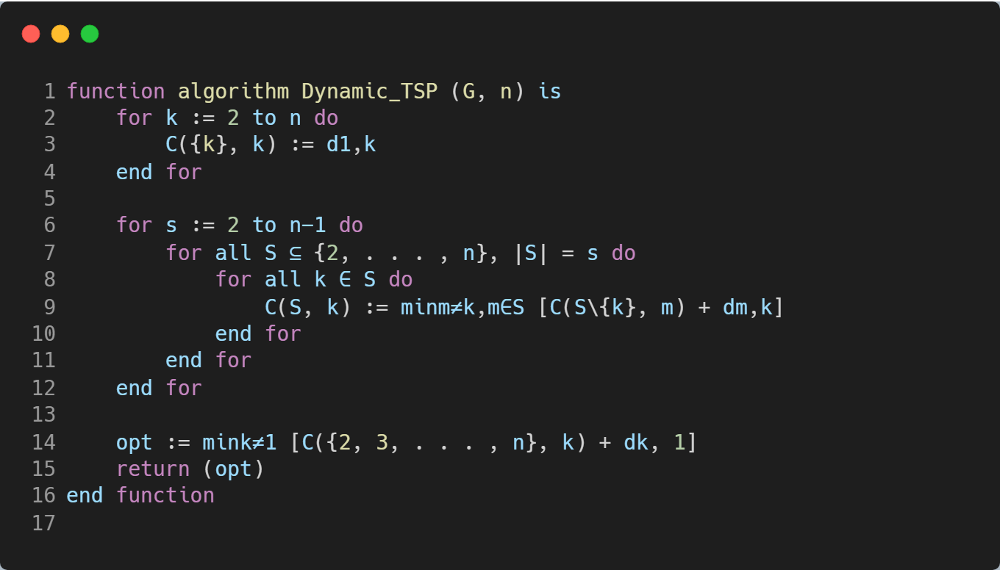 1 function algorithm Dynamic_TSP (G, n) is
2     for k := 2 to n do
3         C({k}, k) := d1,k
4     end for
5
6     for s := 2 to n−1 do
7         for all S ⊆ {2, . . . , n}, |S| = s do
8             for all k ∈ S do
9                 C(S, k) := minm≠k,m∈S [C(S\{k}, m) + dm,k]
10             end for
11         end for
12     end for
13
14     opt := mink≠1 [C({2, 3, . . . , n}, k) + dk, 1]
15     return (opt)
16 end function
17